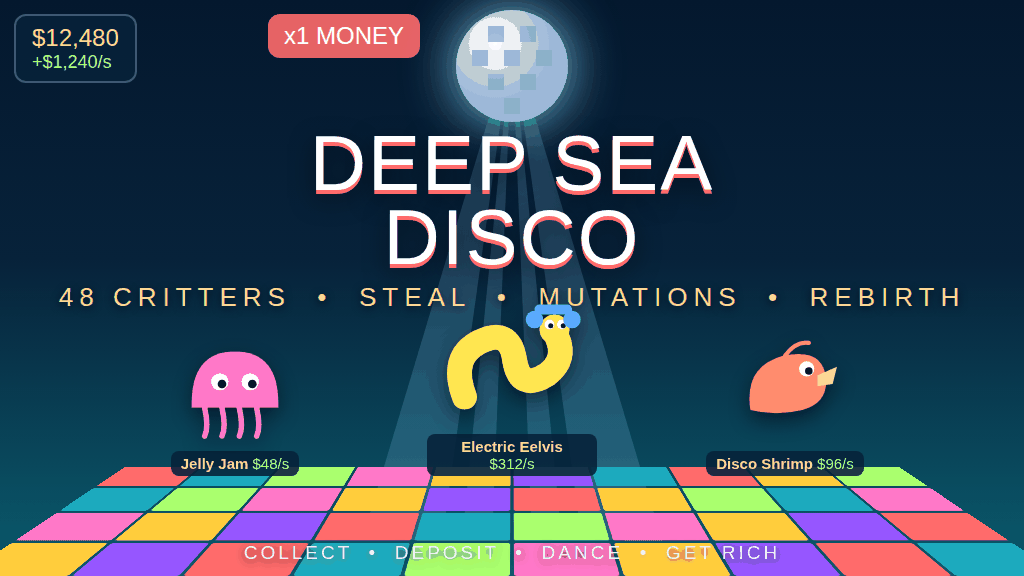 $12,480
+$1,240/s
x1 MONEY
DEEP SEA
DISCO
48 CRITTERS • STEAL • MUTATIONS • REBIRTH
Electric Eelvis
$312/s
Jelly Jam $48/s
Disco Shrimp $96/s
COLLECT • DEPOSIT • DANCE • GET RICH